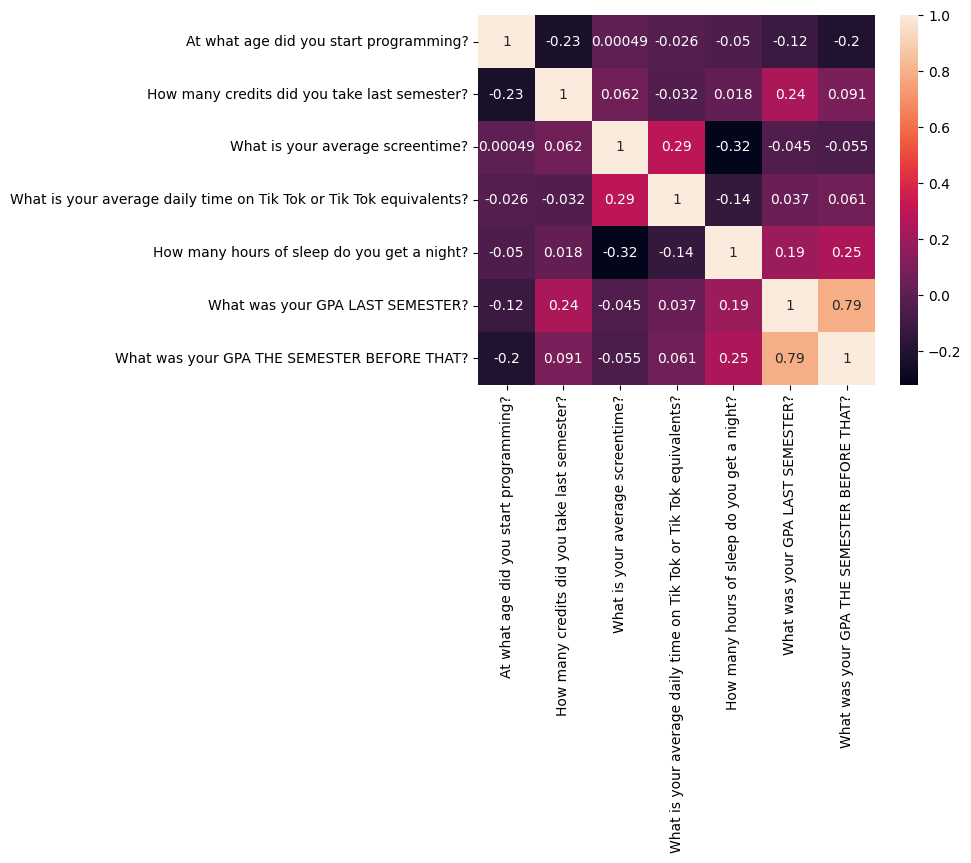 At what age did you start programming? 1 -0.23 0.00049 -0.026 -0.05 -0.12 -0.2
How many credits did you take last semester? -0.23 1 0.062 -0.032 0.018 0.24 0.091
What is your average screentime? 0.00049 0.062 1 0.29 -0.32 -0.045 -0.055
What is your average daily time on Tik Tok or Tik Tok equivalents? -0.026 -0.032 0.29 1 -0.14 0.037 0.061
How many hours of sleep do you get a night? -0.05 0.018 -0.32 -0.14 1 0.19 0.25
What was your GPA LAST SEMESTER? -0.12 0.24 -0.045 0.037 0.19 1 0.79
What was your GPA THE SEMESTER BEFORE THAT? -0.2 0.091 -0.055 0.061 0.25 0.79 1
At what age did you start programming?
How many credits did you take last semester?
What is your average screentime?
What is your average daily time on Tik Tok or Tik Tok equivalents?
How many hours of sleep do you get a night?
What was your GPA LAST SEMESTER?
What was your GPA THE SEMESTER BEFORE THAT?
1.0
0.8
0.6
0.4
0.2
0.0
−0.2